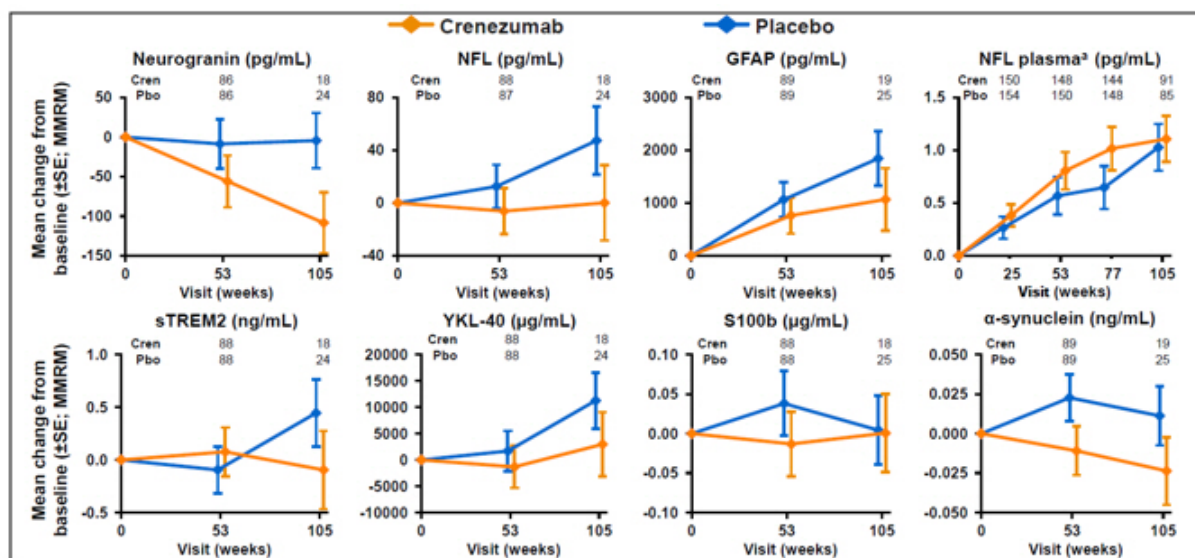 Crenezumab Placebo
Neurogranin (pg/mL) NFL (pg/mL) GFAP (pg/mL) NFL plasma³ (pg/mL)
Cren 86 18 Cren 88 18 Cren 89 19 Cren 150 148 144 91
Pbo 86 24 Pbo 87 24 Pbo 89 25 Pbo 154 150 148 85
Mean change from
baseline (±SE; MMRM)
50 80 3000 1.5
0 40 2000 1.0
-50 0 1000 0.5
-100
-150 -40 0 0.0
0 53 105 0 53 105 0 53 105 0 25 53 77 105
Visit (weeks) Visit (weeks) Visit (weeks) Visit (weeks)
sTREM2 (ng/mL) YKL-40 (µg/mL) S100b (µg/mL) α-synuclein (ng/mL)
Cren 88 18 Cren 88 18 Cren 88 18 Cren 89 19
Pbo 88 24 Pbo 88 24 Pbo 88 25 Pbo 89 25
Mean change from
baseline (±SE; MMRM)
1.0 20000 0.10 0.050
15000
0.5 10000 0.05 0.025
5000
0.0 0 0.00 0.000
-5000 -0.05 -0.025
-0.5 -10000 -0.10 -0.050
0 53 105 0 53 105 0 53 105 0 53 105
Visit (weeks) Visit (weeks) Visit (weeks) Visit (weeks)